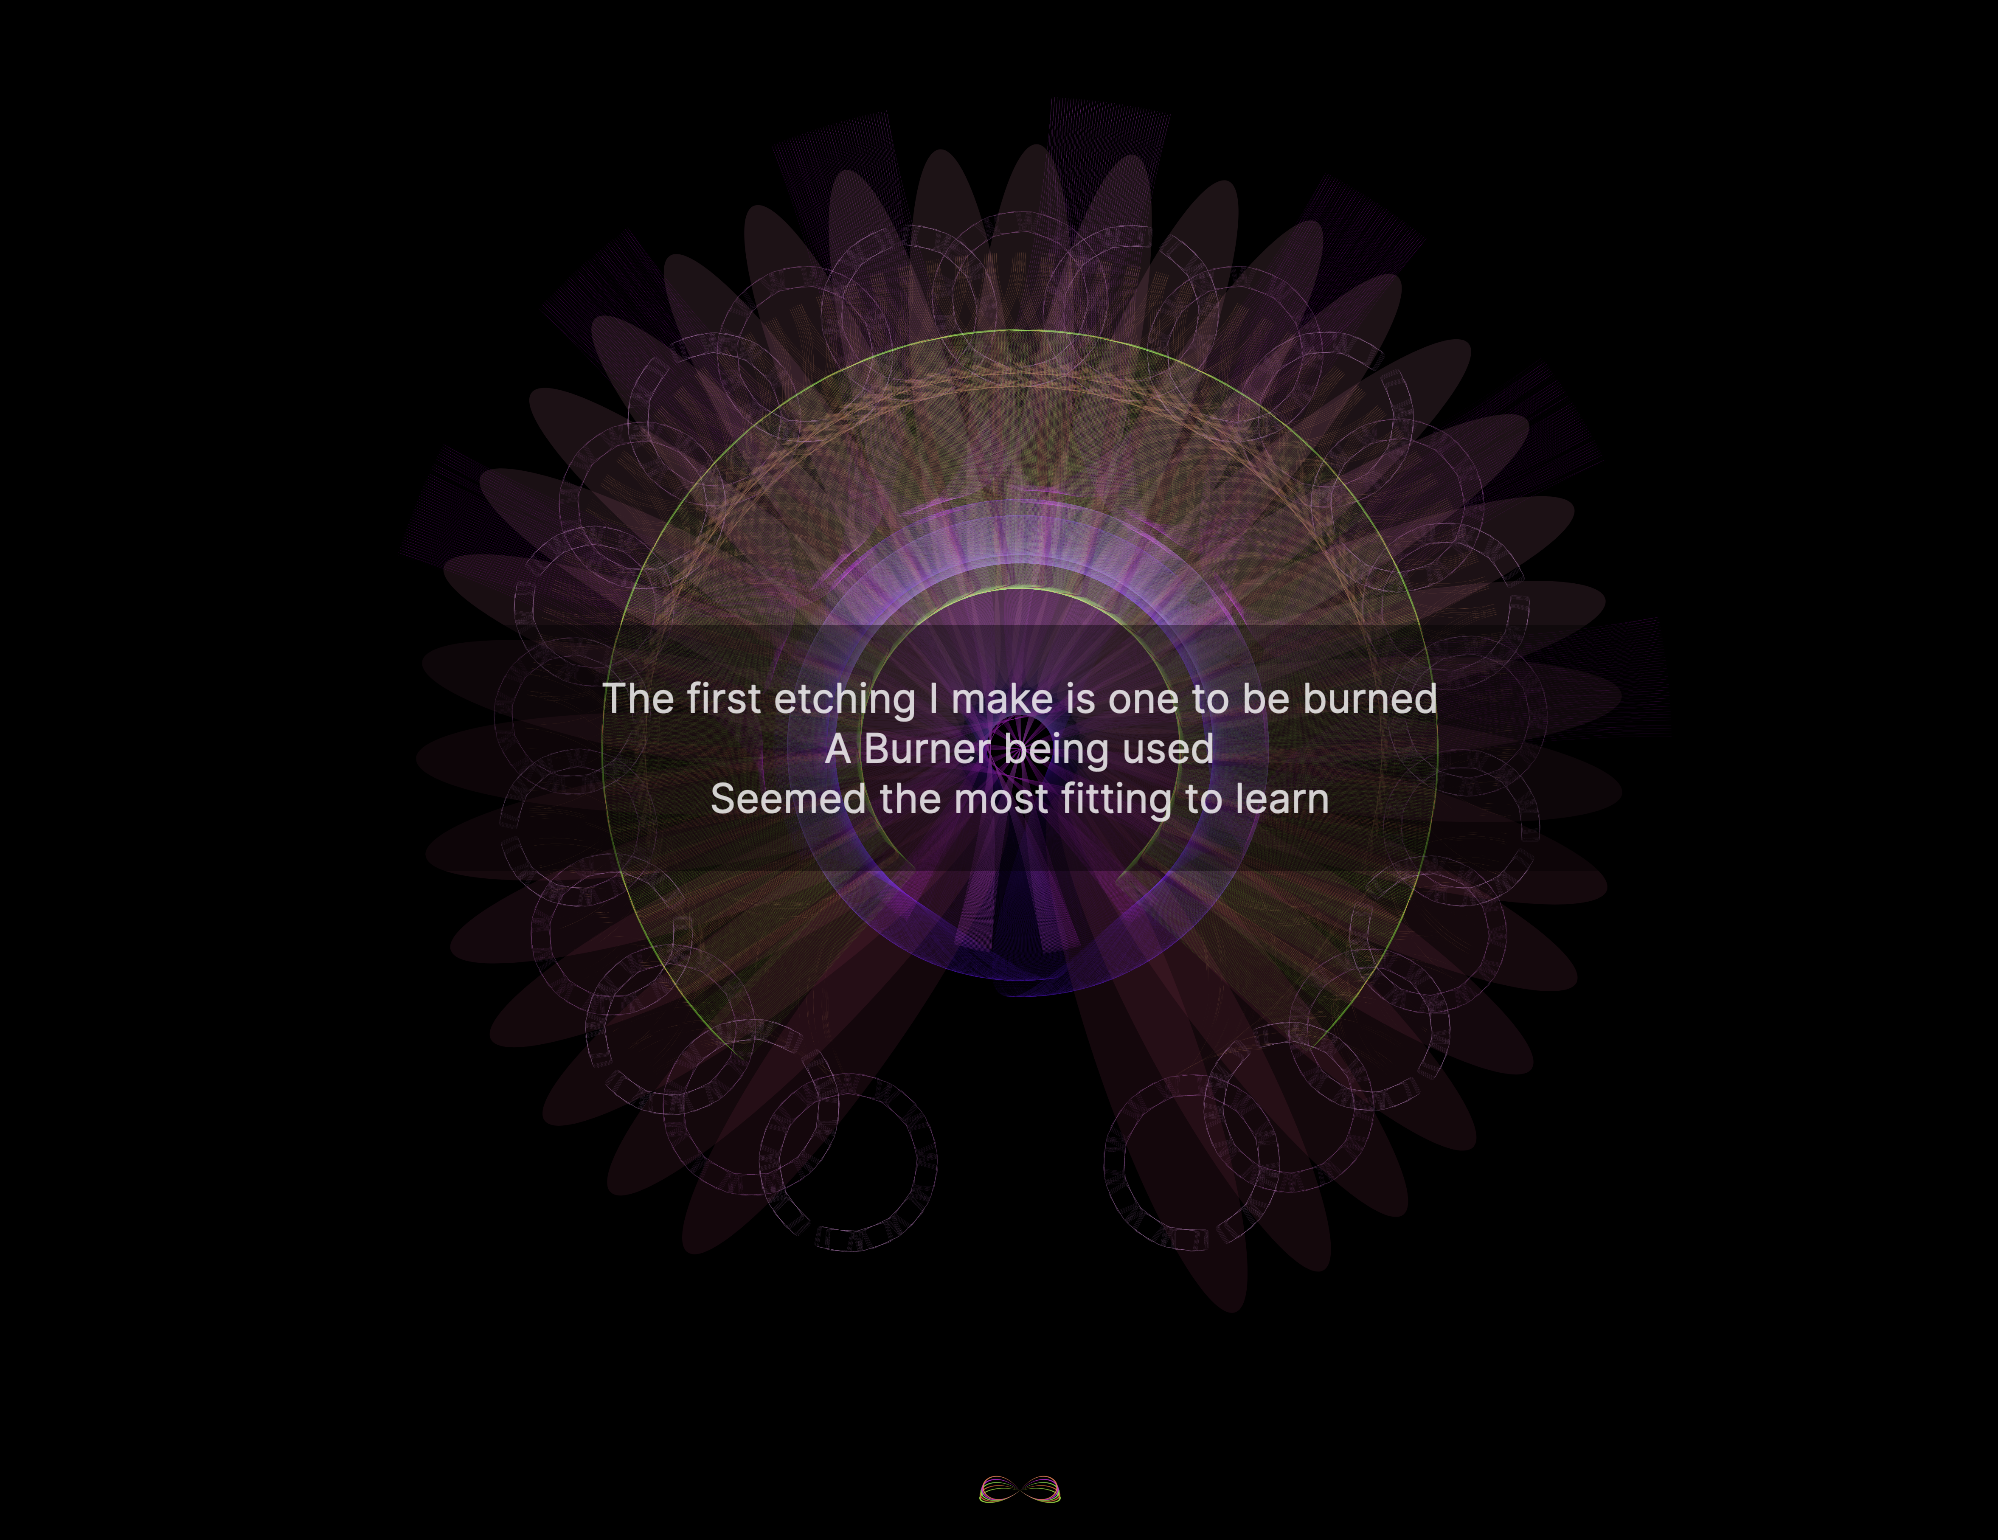 The first etching I make is one to be burned
A Burner being used
Seemed the most fitting to learn